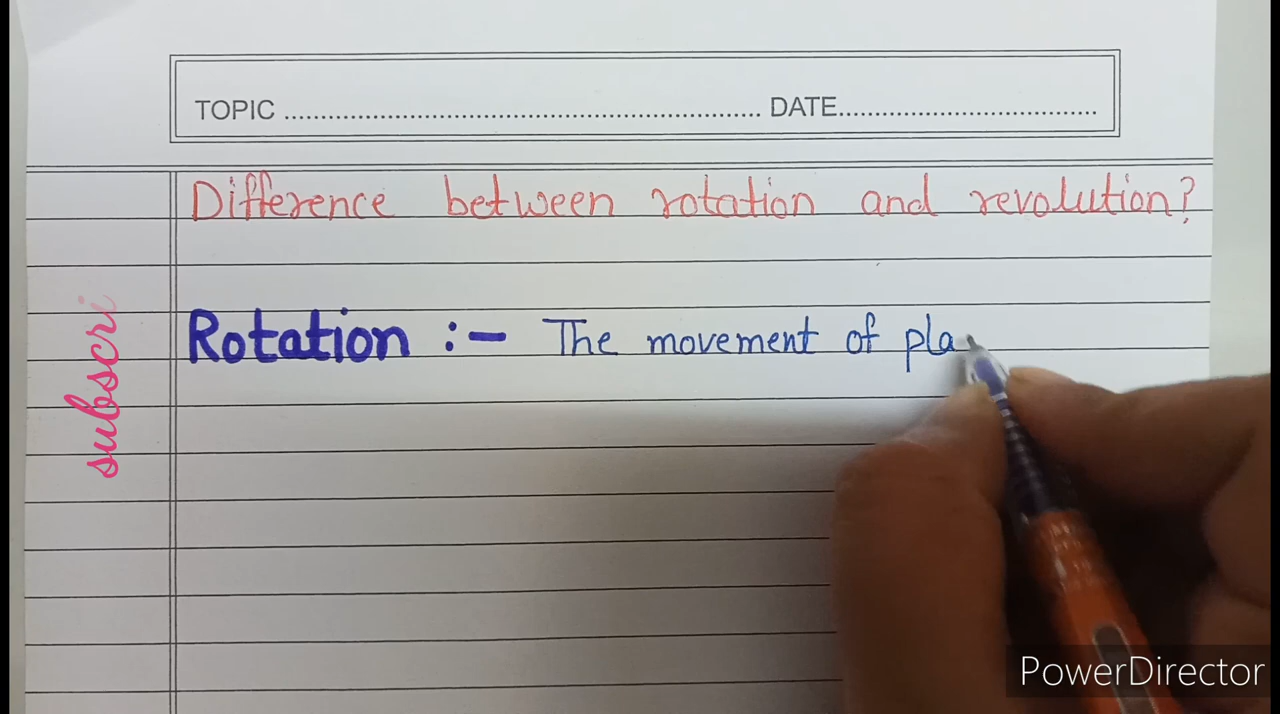 TOPIC ........................................................... DATE....................................
Difference between rotation and revolution?
Rotation :- The movement of pla
subscri
PowerDirector